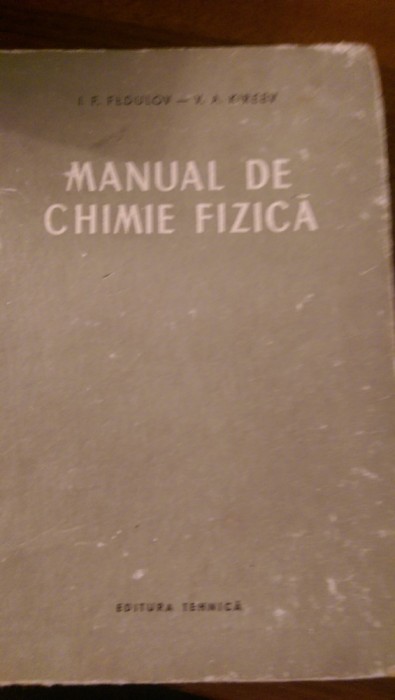 I. F. FEDULOV — V. A. KIREEV
MANUAL DE
CHIMIE FIZICĂ
EDITURA TEHNICĂ